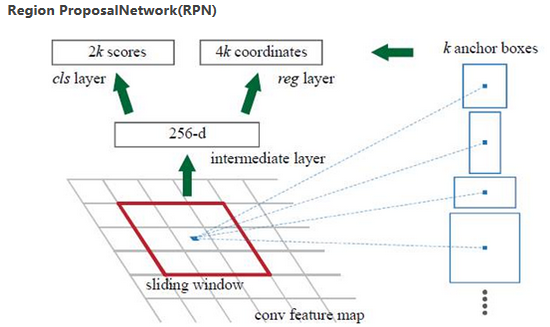 Region ProposalNetwork(RPN)
2k scores
4k coordinates
k anchor boxes
cls layer
reg layer
256-d
intermediate layer
sliding window
conv feature map